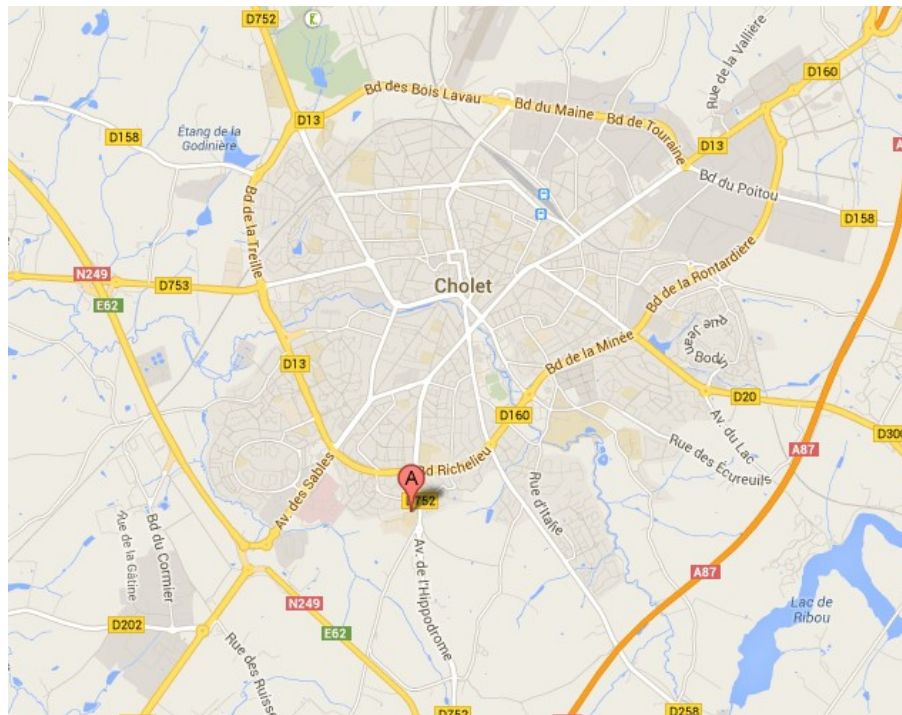 D752
Rue de la Vallière
D160
Bd des Bois Lavau
Bd du Maine
Bd de Touraine
D13
D158
Étang de la
Godinière
D13
Bd du Poitou
D158
Bd de la Treille
N249
D753
E62
Cholet
Bd de la Rontardière
Rue Jean
Bodin
Bd de la Minée
D13
D20
D160
Av. du Lac
A87
Bd Richelieu
Rue des Écureuils
Av. des Sables
A
D752
Rue d'Italie
Rue de la Gâtine
Bd du Cormier
Av. de l'Hippodrome
A87
N249
Lac de
Ribou
D202
E62
D752
D258